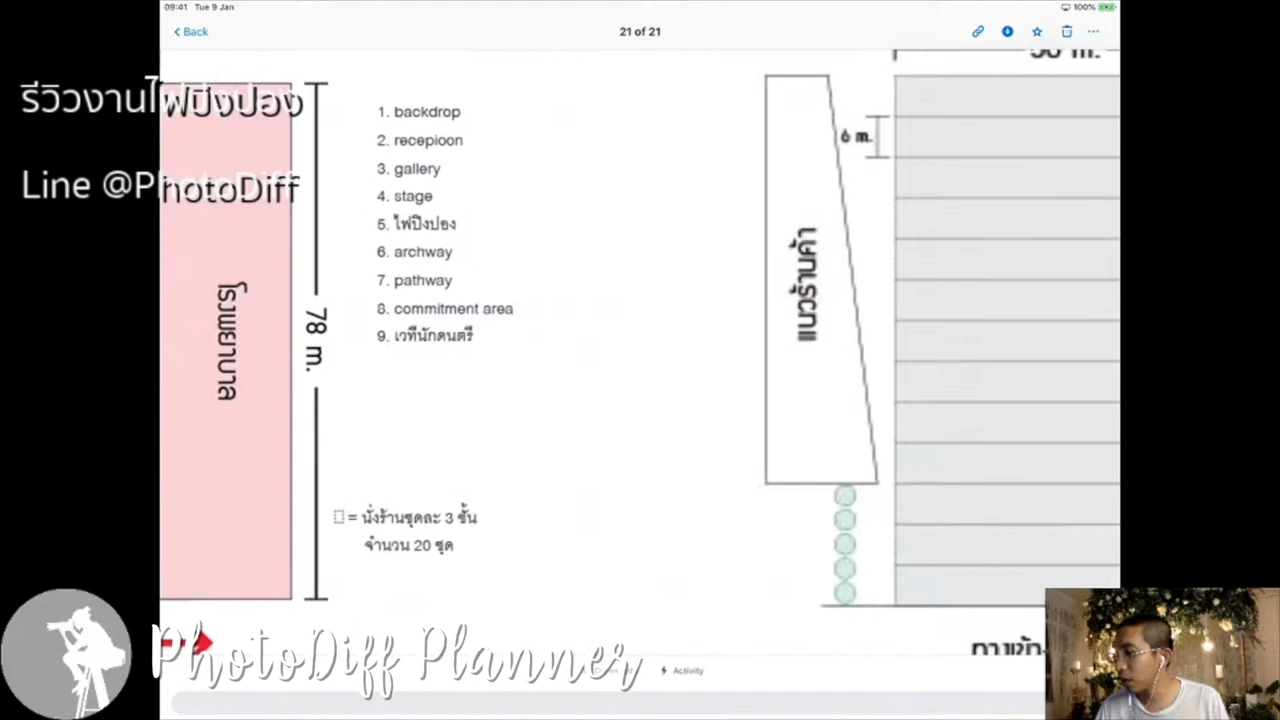 09:41 Tue 9 Jan
100%
Back
21 of 21
รีวิวงานไฟปิงปอง
Line @PhotoDiff
1. backdrop
2. recepioon
3. gallery
4. stage
5. ไฟปิงปอง
6. archway
7. pathway
8. commitment area
9. เวทีนักดนตรี
โรงพยาบาล
78 m.
6 m.
แนวร้านค้า
= นั่งร้านชุดละ 3 ชั้น
จำนวน 20 ชุด
PhotoDiff Planner
Activity